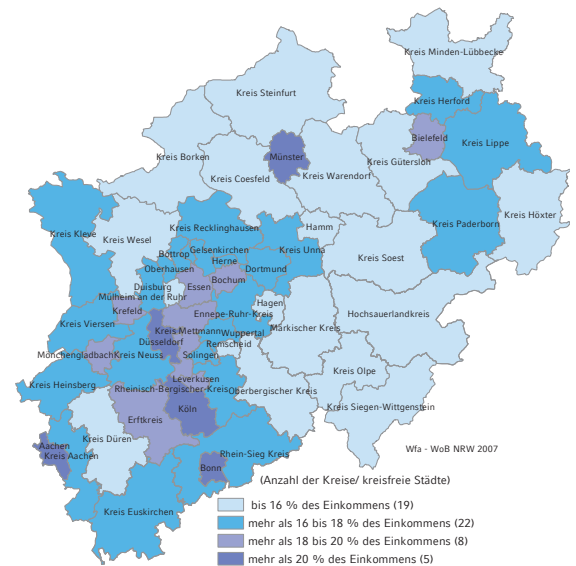 Kreis Minden-Lübbecke
Kreis Steinfurt
Kreis Herford
Bielefeld
Kreis Lippe
Münster
Kreis Borken
Kreis Gütersloh
Kreis Coesfeld
Kreis Warendorf
Kreis Höxter
Kreis Paderborn
Kreis Kleve
Kreis Wesel
Kreis Recklinghausen
Hamm
Bottrop
Gelsenkirchen
Kreis Unna
Kreis Soest
Oberhausen
Herne
Dortmund
Duisburg
Essen
Bochum
Mülheim an der Ruhr
Hagen
Krefeld
Ennepe-Ruhr-Kreis
Hochsauerlandkreis
Kreis Viersen
Kreis Mettmann
Wuppertal
Märkischer Kreis
Düsseldorf
Remscheid
Mönchengladbach
Kreis Neuss
Solingen
Kreis Olpe
Leverkusen
Kreis Heinsberg
Rheinisch-Bergischer-Kreis
Oberbergischer Kreis
Köln
Kreis Siegen-Wittgenstein
Erftkreis
Kreis Düren
Aachen
Kreis Aachen
Rhein-Sieg Kreis
Wfa - WoB NRW 2007
Bonn
Kreis Euskirchen
(Anzahl der Kreise/ kreisfreie Städte)
bis 16 % des Einkommens (19)
mehr als 16 bis 18 % des Einkommens (22)
mehr als 18 bis 20 % des Einkommens (8)
mehr als 20 % des Einkommens (5)